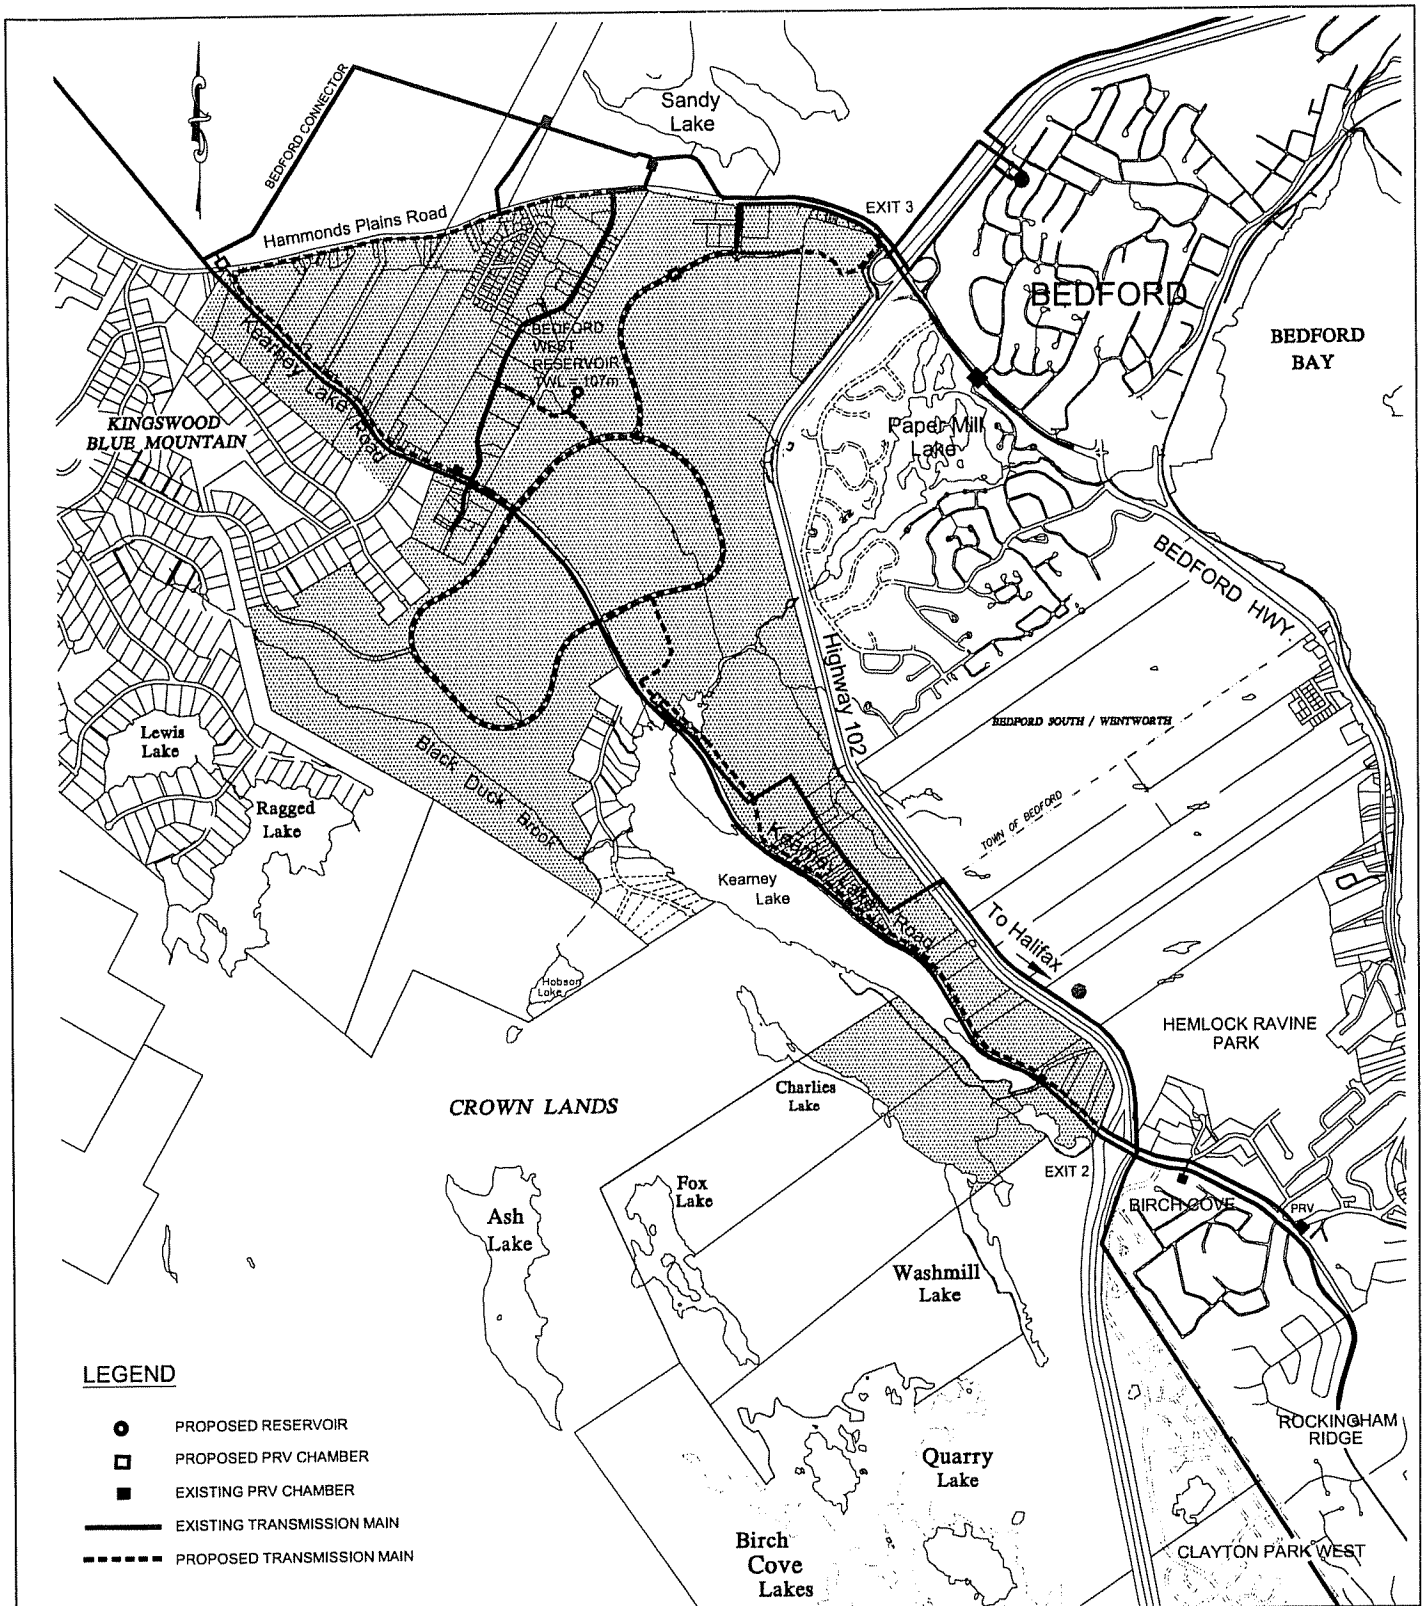 Sandy
Lake
BEDFORD CONNECTOR
EXIT 3
Hammonds Plains Road
BEDFORD
BEDFORD
BAY
Kearney Lake Road
BEDFORD
WEST
RESERVOIR
TWL = 107m
KINGSWOOD
BLUE MOUNTAIN
Paper Mill
Lake
BEDFORD HWY.
Highway 102
BEDFORD SOUTH / WENTWORTH
Lewis
Lake
Black Duck Brook
Ragged
Lake
TOWN OF BEDFORD
Kearney Lake Road
Kearney
Lake
To Halifax
Hobson
Lake
HEMLOCK RAVINE
PARK
Charlies
Lake
CROWN LANDS
EXIT 2
Fox
Lake
Ash
Lake
BIRCH COVE
PRV
Washmill
Lake
LEGEND
PROPOSED RESERVOIR
PROPOSED PRV CHAMBER
EXISTING PRV CHAMBER
EXISTING TRANSMISSION MAIN
PROPOSED TRANSMISSION MAIN
ROCKINGHAM
RIDGE
Quarry
Lake
Birch
Cove
Lakes
CLAYTON PARK WEST